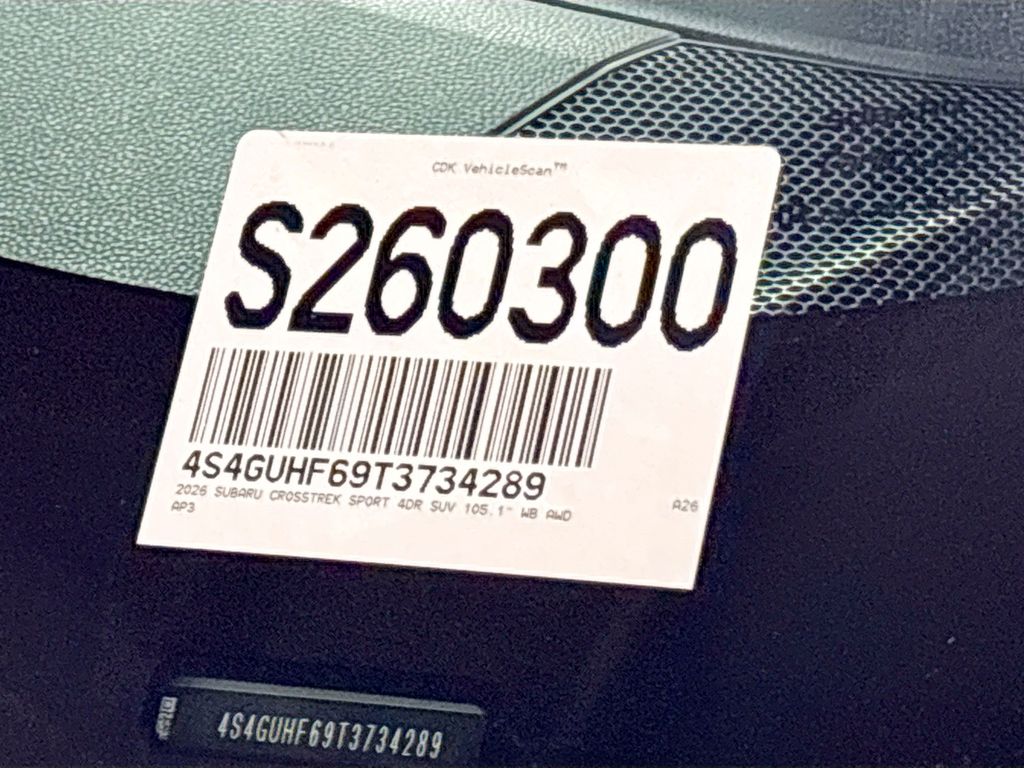 CDK VehicleScan™
S260300
4S4GUHF69T3734289
2026 SUBARU CROSSTREK SPORT 4DR SUV 105.1" WB AWD
AP3
A26
4S4GUHF69T3734289